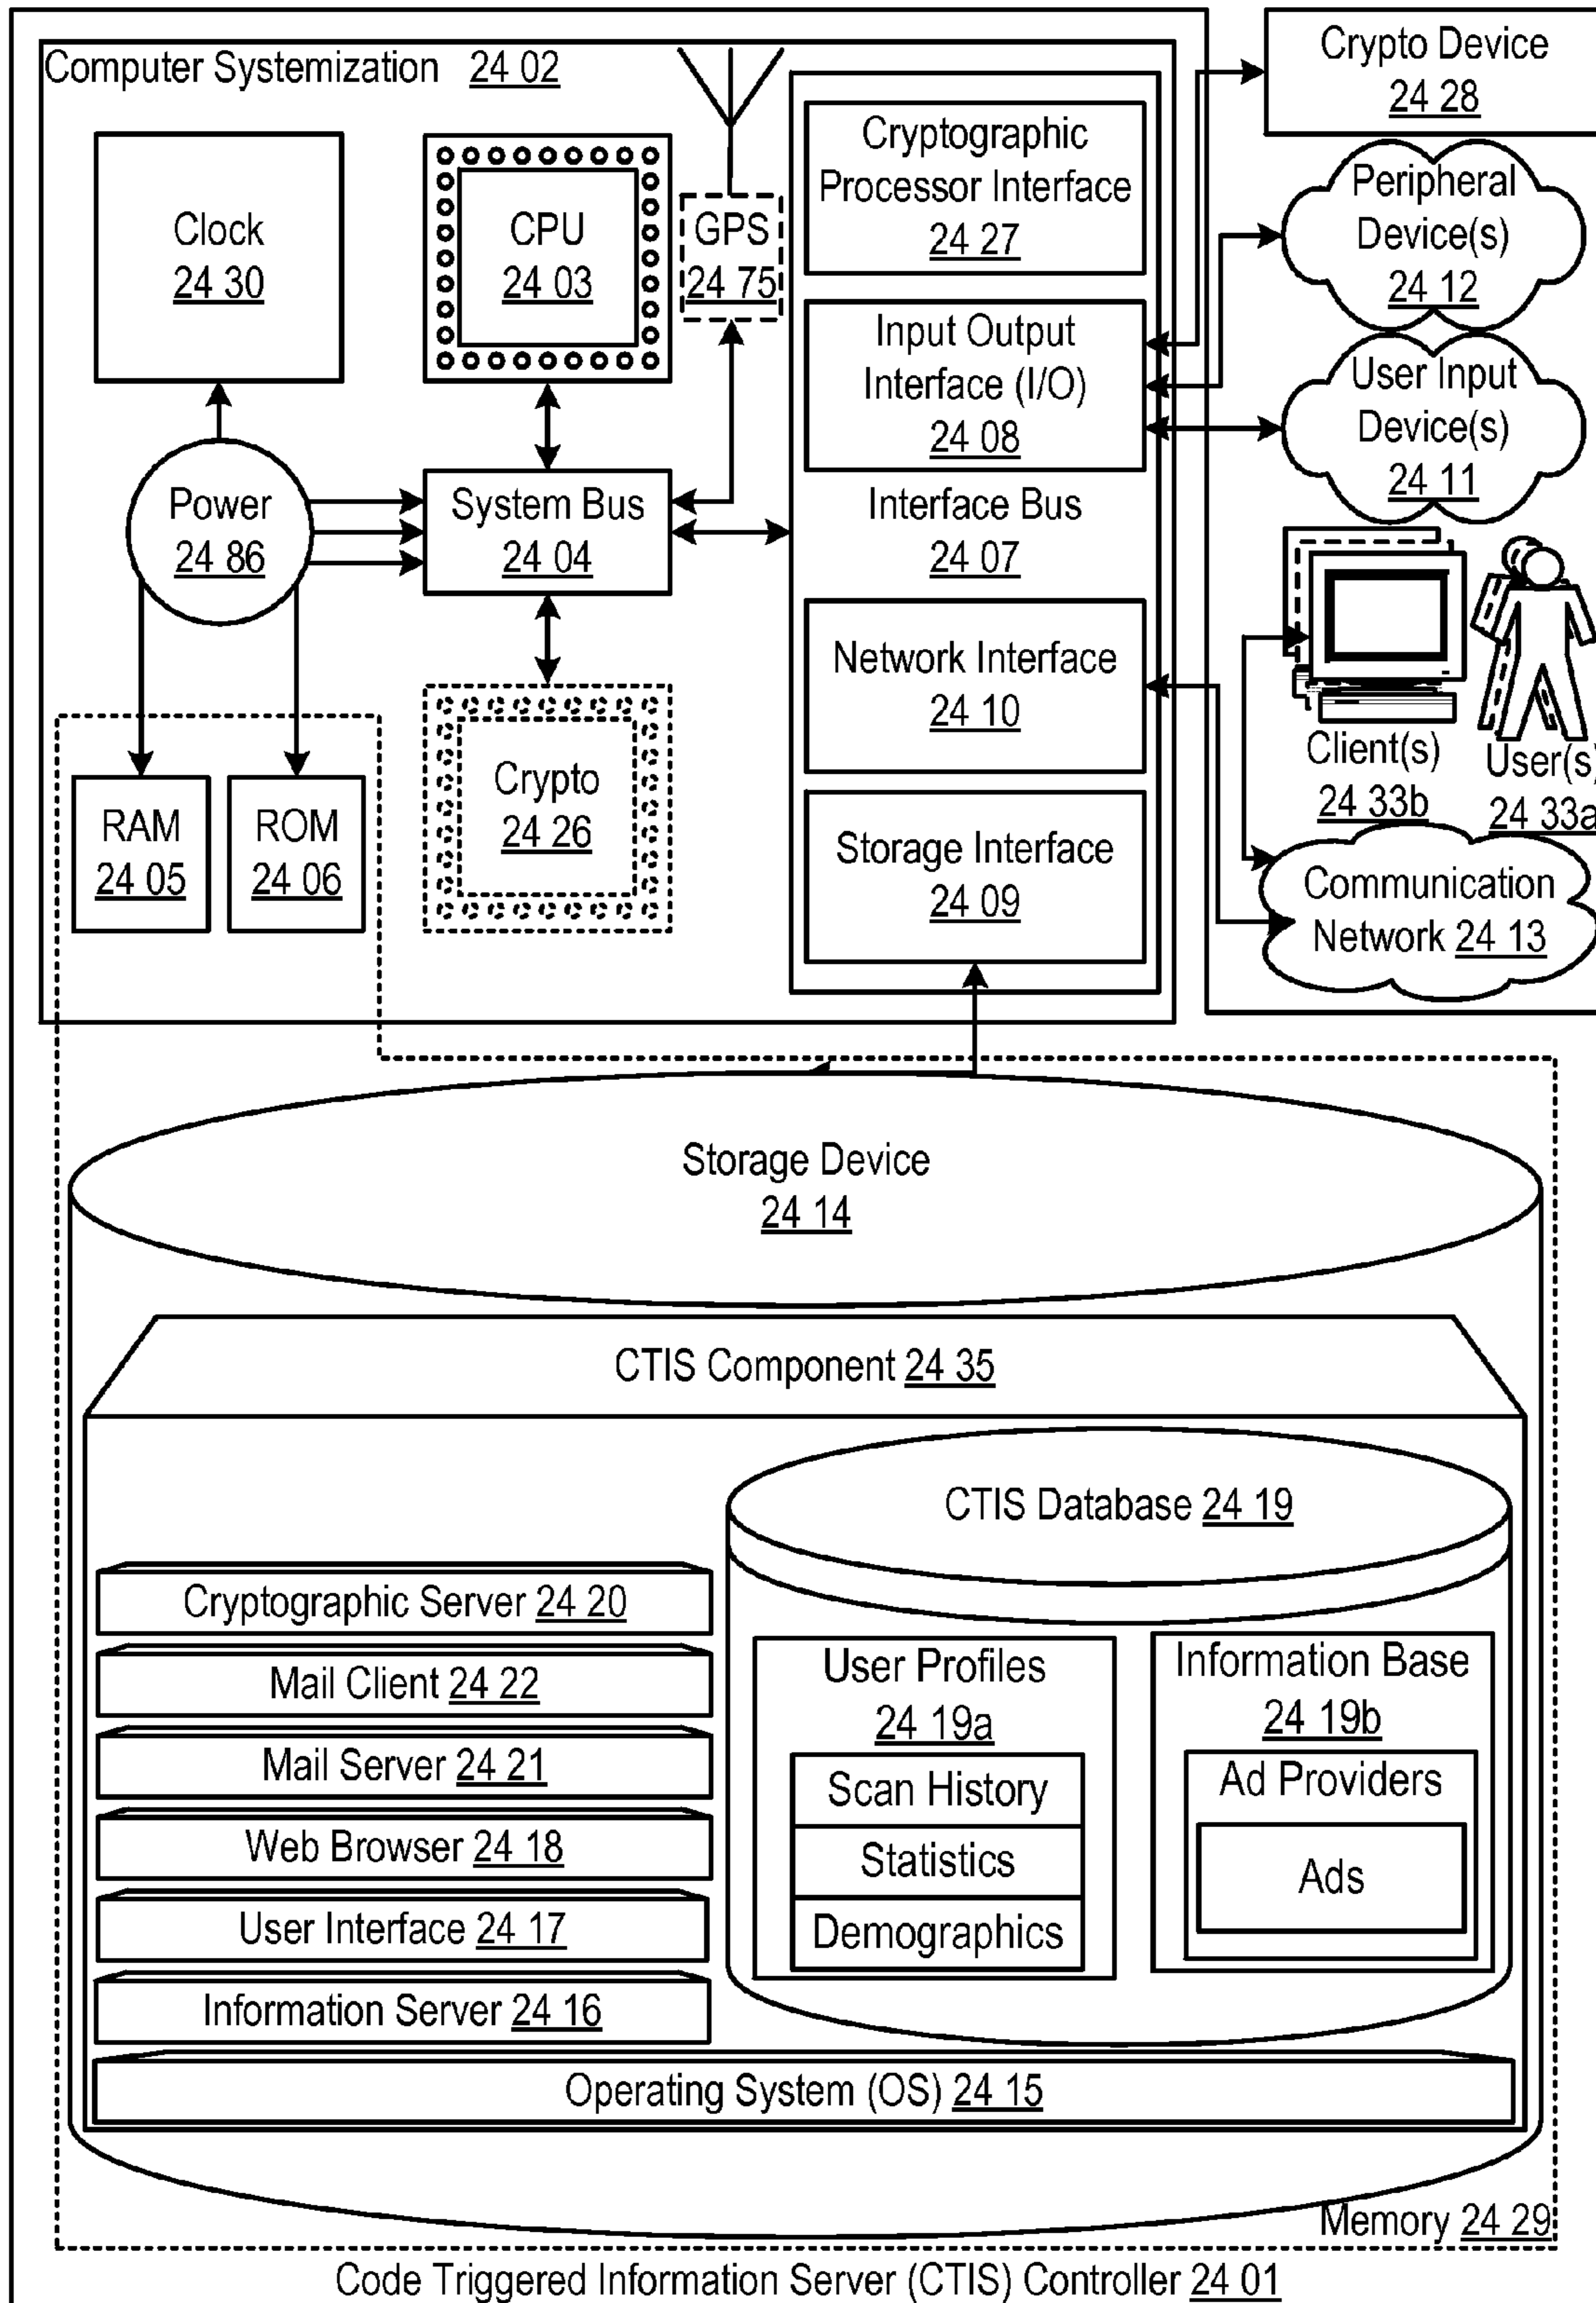 Computer Systemization 24 02
Clock
24 30
CPU
24 03
GPS
24 75
Power
24 86
System Bus
24 04
RAM
24 05
ROM
24 06
Crypto
24 26
Cryptographic
Processor Interface
24 27
Input Output
Interface (I/O)
24 08
Interface Bus
24 07
Network Interface
24 10
Storage Interface
24 09
Crypto Device
24 28
Peripheral
Device(s)
24 12
User Input
Device(s)
24 11
Client(s)
24 33b
User(s)
24 33a
Communication
Network 24 13
Storage Device
24 14
CTIS Component 24 35
CTIS Database 24 19
Cryptographic Server 24 20
Mail Client 24 22
Mail Server 24 21
Web Browser 24 18
User Interface 24 17
Information Server 24 16
User Profiles
24 19a
Scan History
Statistics
Demographics
Information Base
24 19b
Ad Providers
Ads
Operating System (OS) 24 15
Memory 24 29
Code Triggered Information Server (CTIS) Controller 24 01